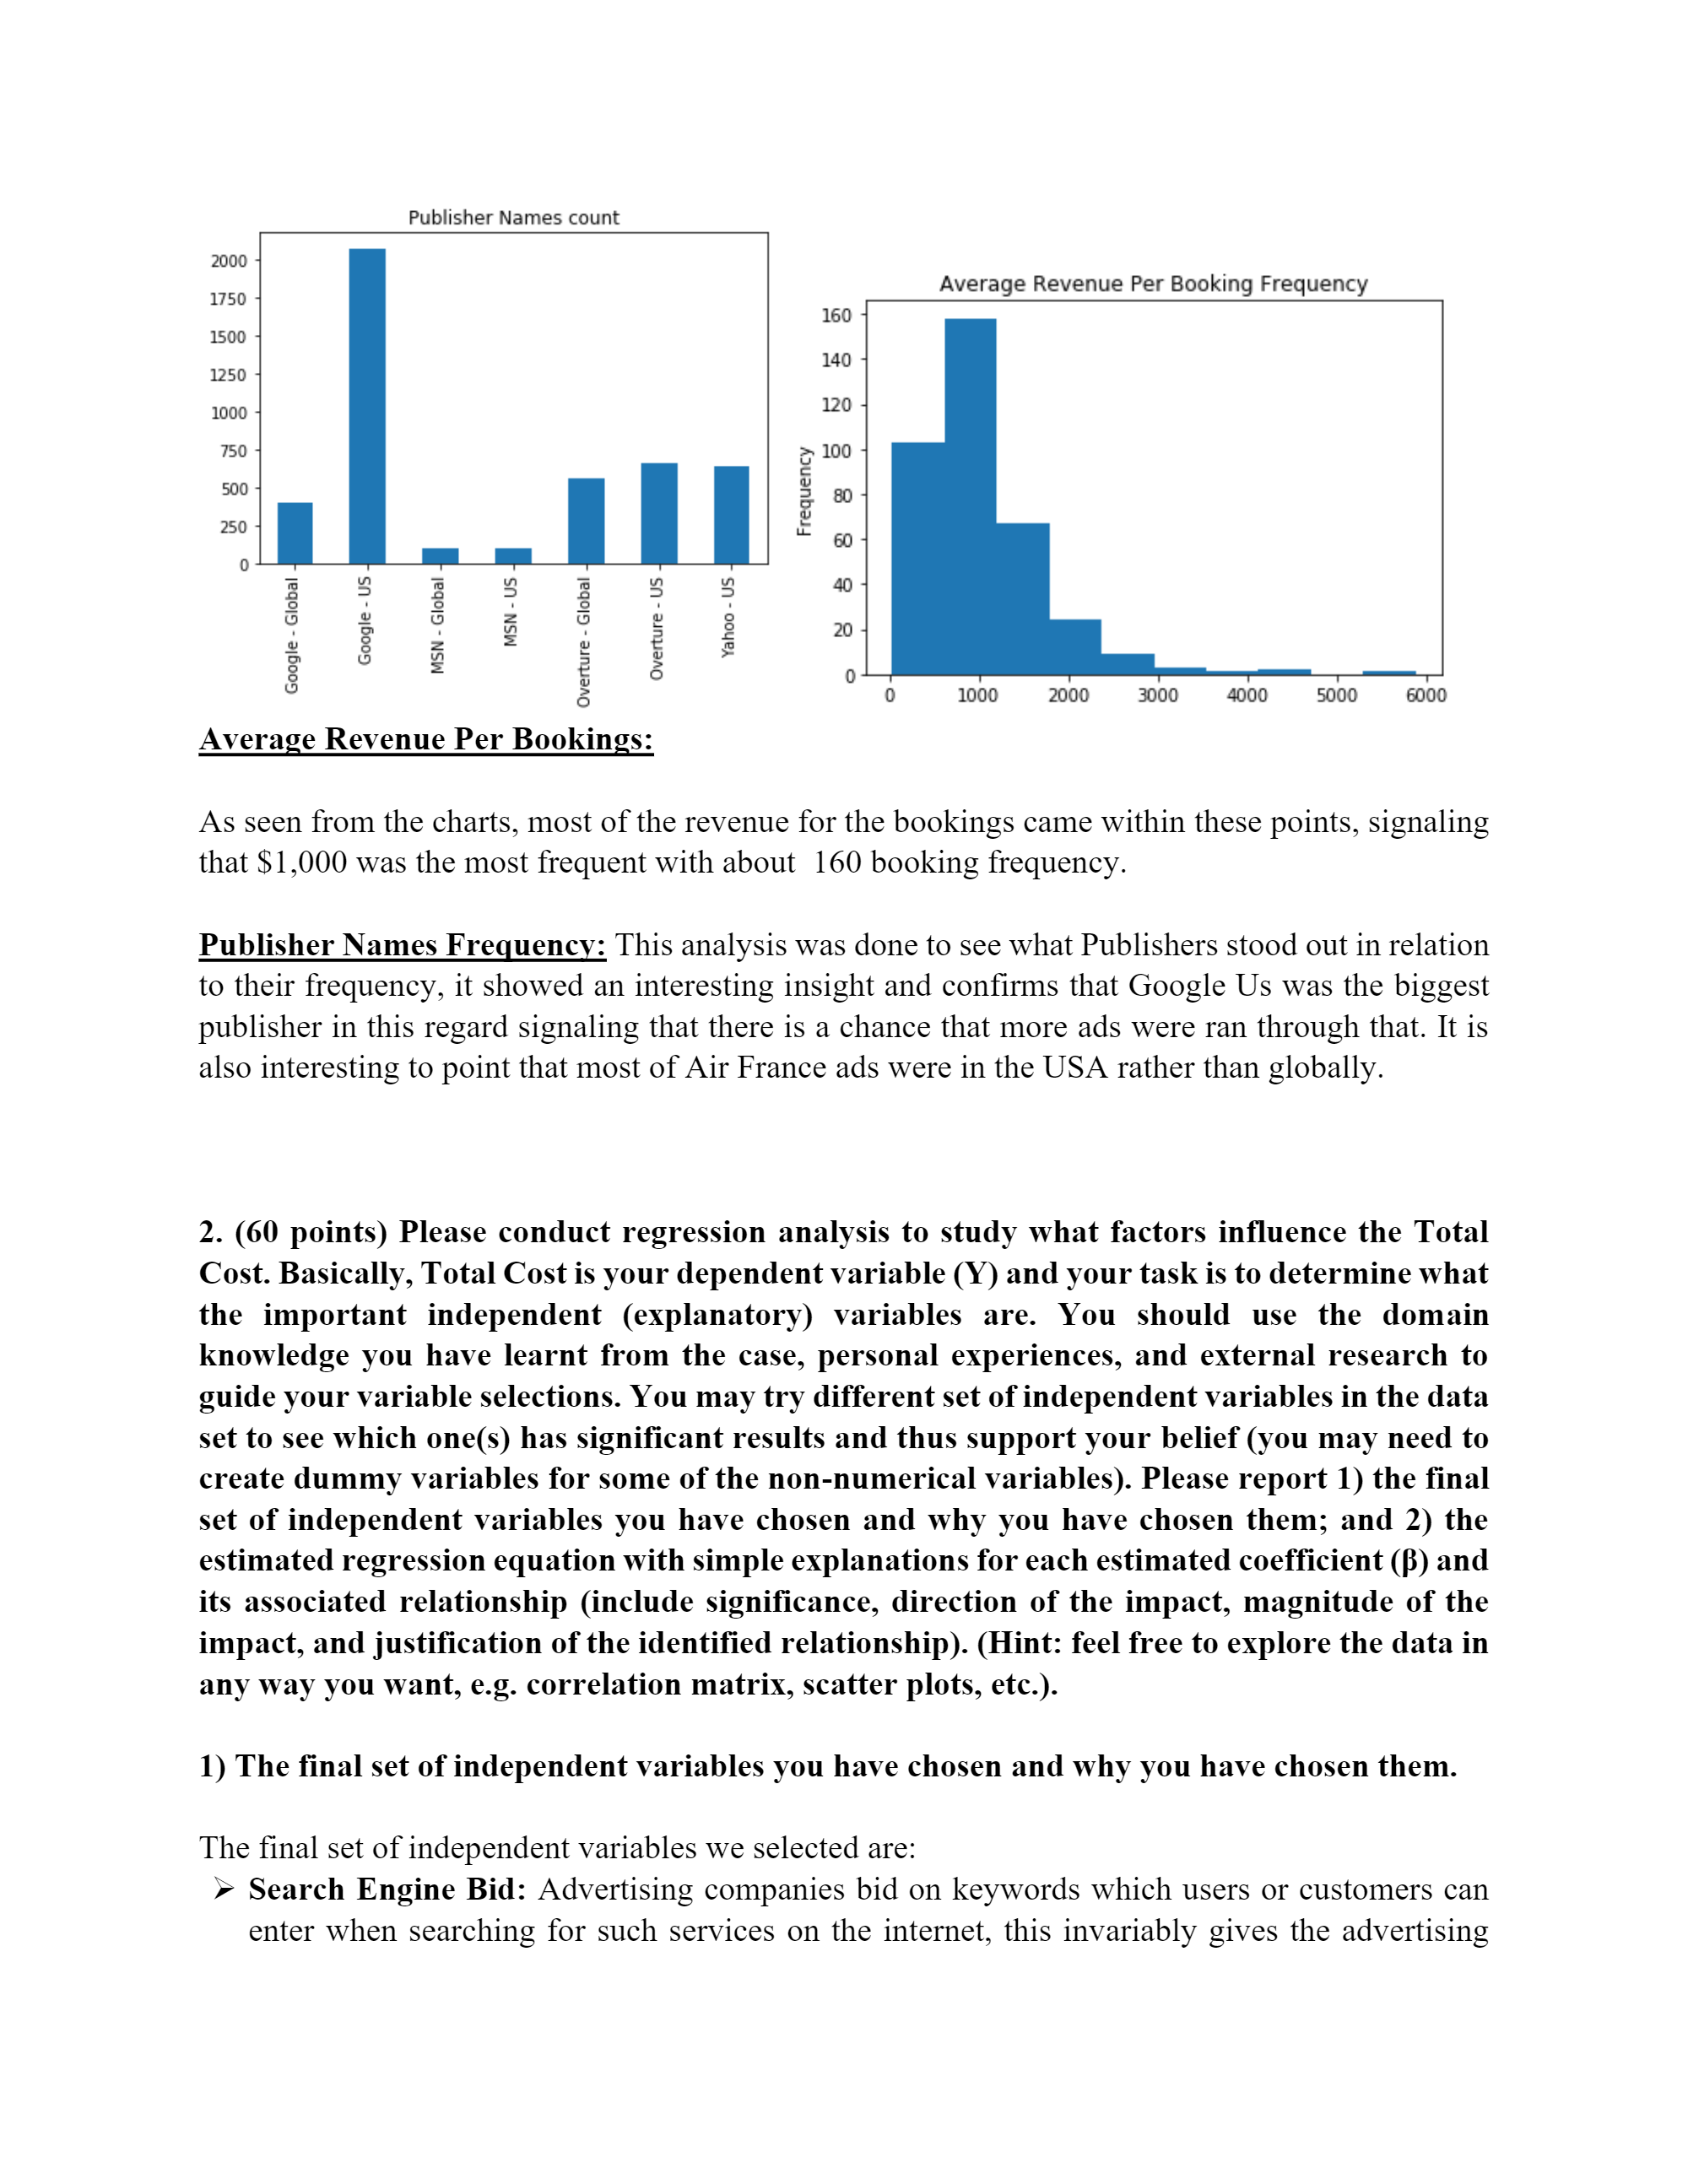 Publisher Names count
2000
1750
1500
1250
1000
750
500
250
0
Google - Global
Google - US
MSN - Global
MSN - US
Overture - Global
Overture - US
Yahoo - US
Average Revenue Per Booking Frequency
Frequency
160
140
120
100
80
60
40
20
0
0 1000 2000 3000 4000 5000 6000
Average Revenue Per Bookings:
As seen from the charts, most of the revenue for the bookings came within these points, signaling
that $1,000 was the most frequent with about  160 booking frequency.
Publisher Names Frequency: This analysis was done to see what Publishers stood out in relation
to their frequency, it showed an interesting insight and confirms that Google Us was the biggest
publisher in this regard signaling that there is a chance that more ads were ran through that. It is
also interesting to point that most of Air France ads were in the USA rather than globally.
2. (60 points) Please conduct regression analysis to study what factors influence the Total
Cost. Basically, Total Cost is your dependent variable (Y) and your task is to determine what
the important independent (explanatory) variables are. You should use the domain
knowledge you have learnt from the case, personal experiences, and external research to
guide your variable selections. You may try different set of independent variables in the data
set to see which one(s) has significant results and thus support your belief (you may need to
create dummy variables for some of the non-numerical variables). Please report 1) the final
set of independent variables you have chosen and why you have chosen them; and 2) the
estimated regression equation with simple explanations for each estimated coefficient (β) and
its associated relationship (include significance, direction of the impact, magnitude of the
impact, and justification of the identified relationship). (Hint: feel free to explore the data in
any way you want, e.g. correlation matrix, scatter plots, etc.).
1) The final set of independent variables you have chosen and why you have chosen them.
The final set of independent variables we selected are:
➢ Search Engine Bid: Advertising companies bid on keywords which users or customers can
enter when searching for such services on the internet, this invariably gives the advertising